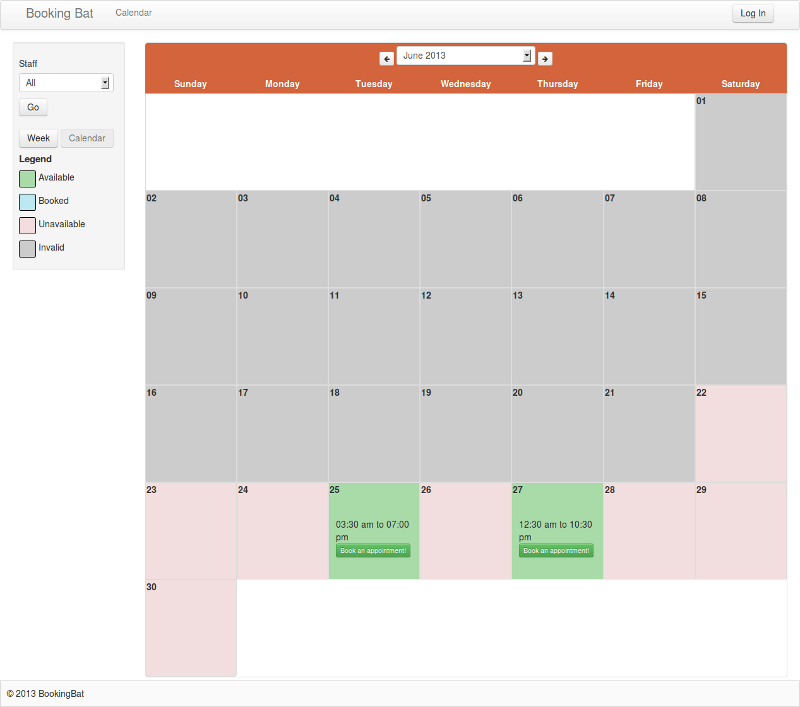 Booking Bat
Calendar
Log In
Staff
All
Go
Week
Calendar
Legend
Available
Booked
Unavailable
Invalid
June 2013
Sunday Monday Tuesday Wednesday Thursday Friday Saturday
01
02 03 04 05 06 07 08
09 10 11 12 13 14 15
16 17 18 19 20 21 22
23 24 25 26 27 28 29
03:30 am to 07:00
pm
Book an appointment!
12:30 am to 10:30
pm
Book an appointment!
30
© 2013 BookingBat